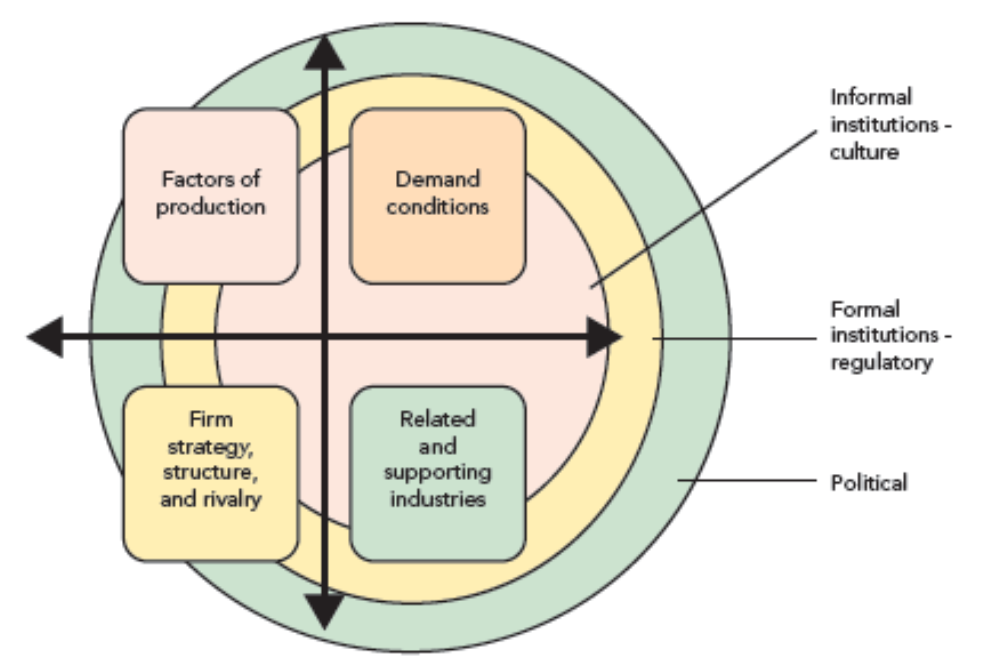 Factors of
production
Demand
conditions
Firm
strategy,
structure,
and rivalry
Related
and
supporting
industries
Informal
institutions -
culture
Formal
institutions -
regulatory
Political